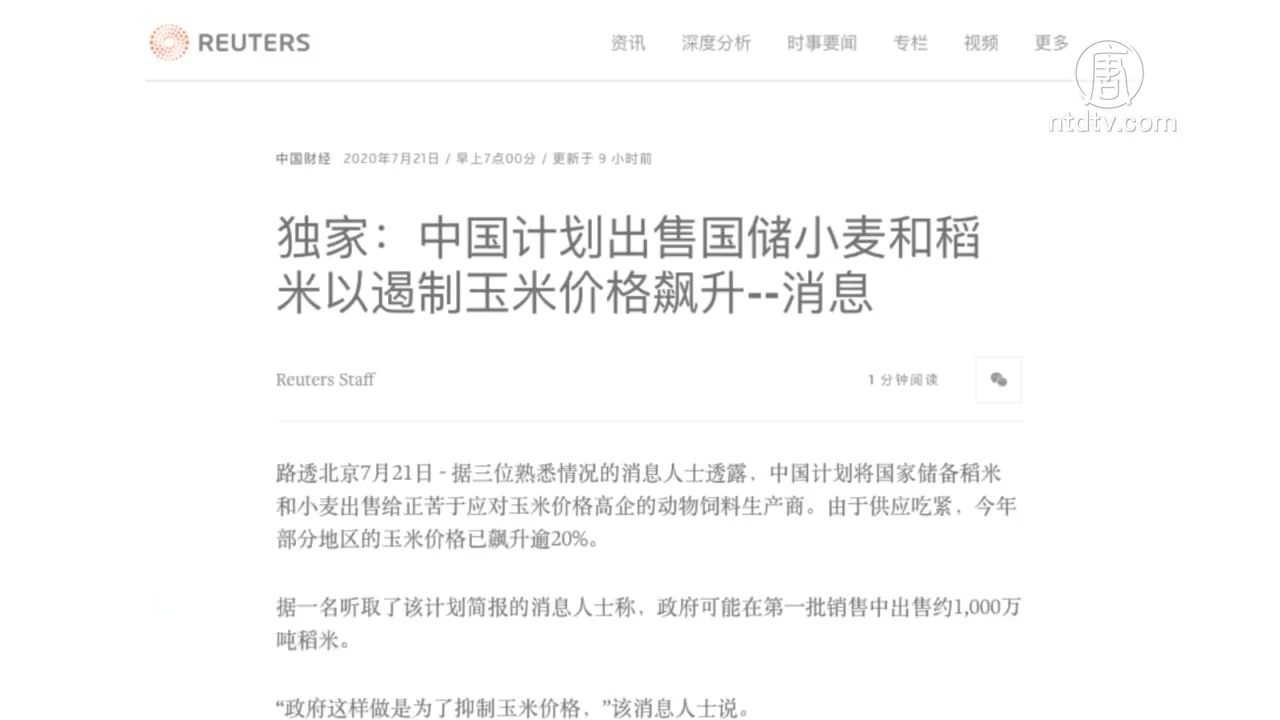 REUTERS
资讯 深度分析 时事要闻 专栏 视频 更多
唐
ntdtv.com
中国财经 2020年7月21日 / 早上7点00分 / 更新于 9 小时前
独家：中国计划出售国储小麦和稻
米以遏制玉米价格飙升--消息
Reuters Staff
1 分钟阅读
路透北京7月21日 - 据三位熟悉情况的消息人士透露，中国计划将国家储备稻米
和小麦出售给正苦于应对玉米价格高企的动物饲料生产商。由于供应吃紧，今年
部分地区的玉米价格已飙升逾20%。
据一名听取了该计划简报的消息人士称，政府可能在第一批销售中出售约1,000万
吨稻米。
“政府这样做是为了抑制玉米价格，”该消息人士说。